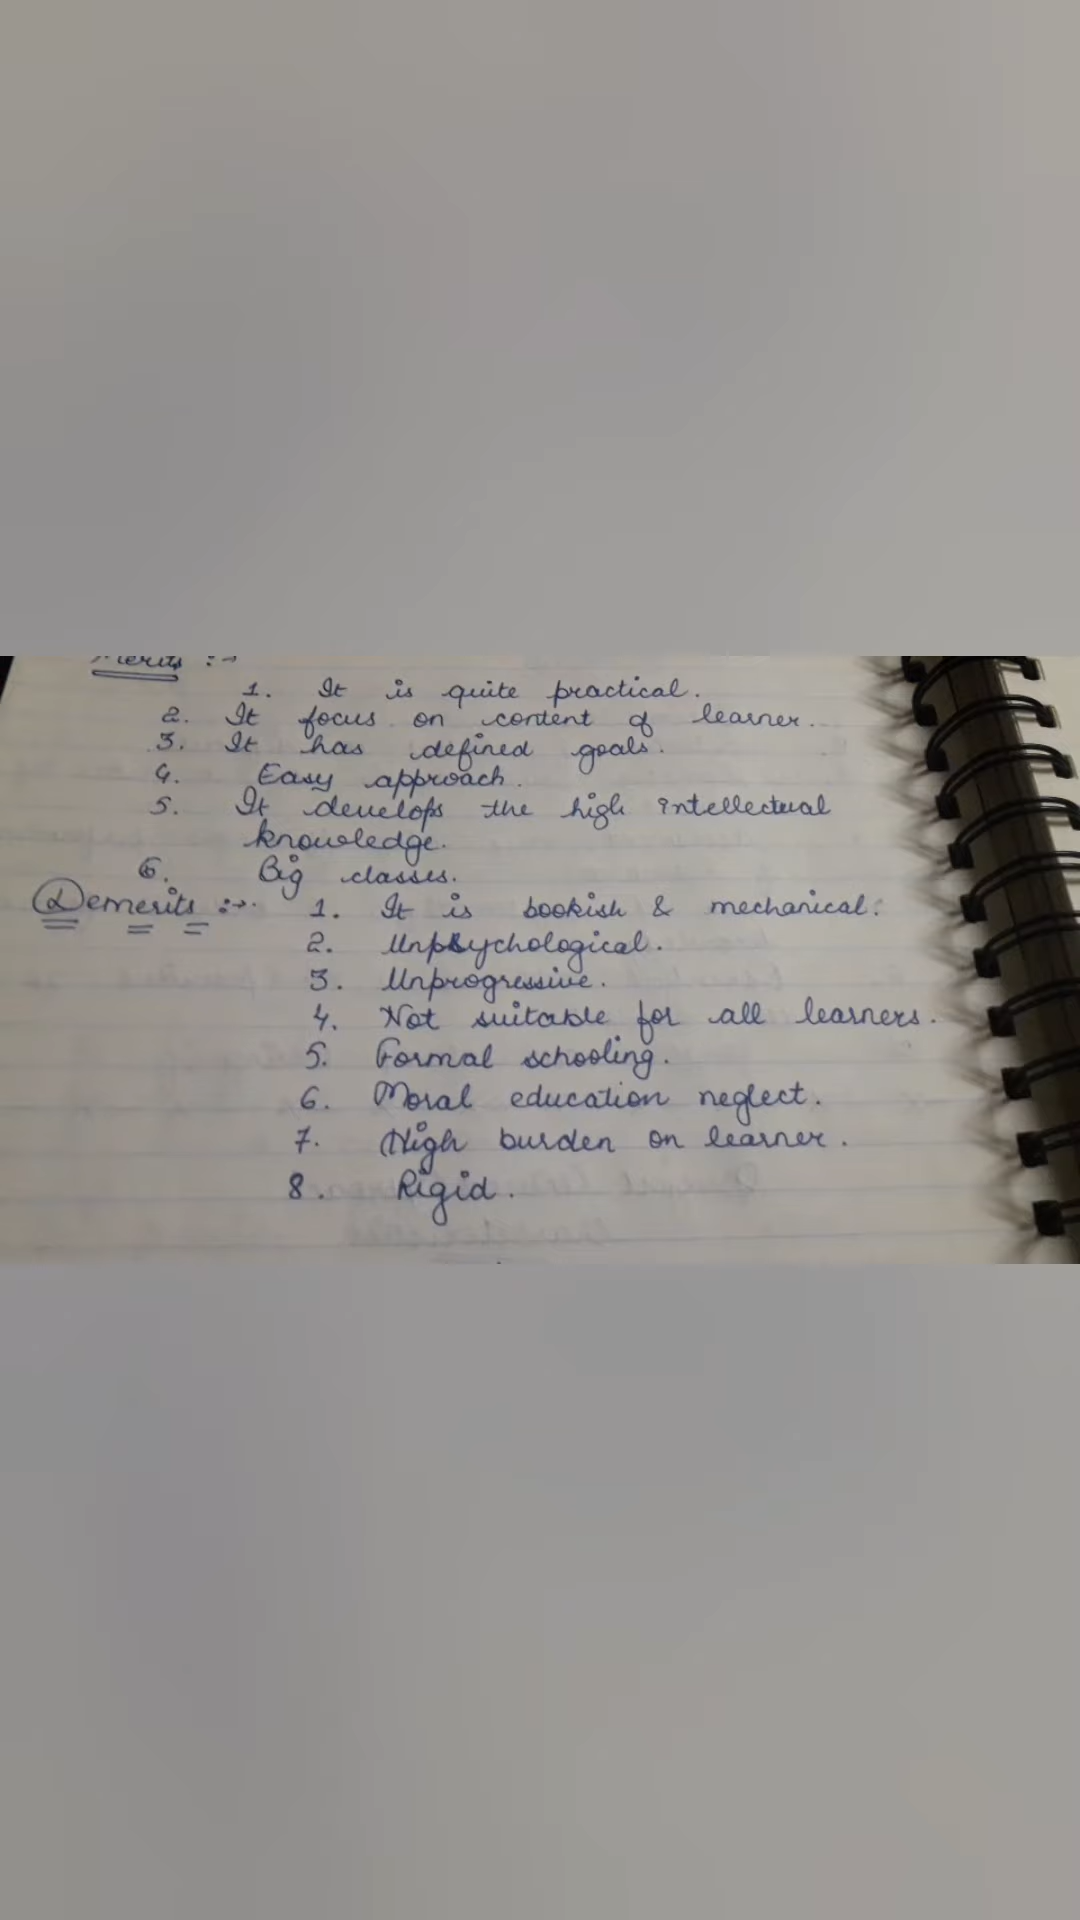 Merits :→
1. It is quite practical.
2. It focus on content of learner.
3. It has defined goals.
4. Easy approach.
5. It develops the high intellectual
knowledge.
6. Big classes.
Demerits :→ 1. It is bookish & mechanical.
2. Unpsychological.
3. Unprogressive.
4. Not suitable for all learners.
5. Formal schooling.
6. Moral education neglect.
7. High burden on learner.
8. Rigid.